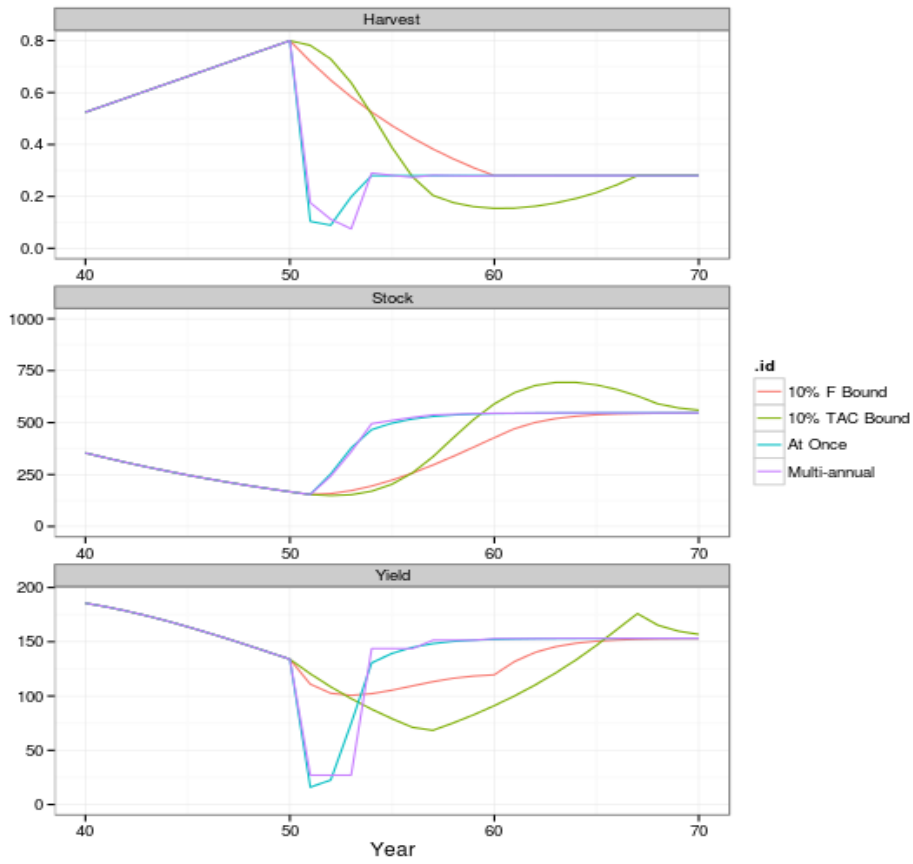 Harvest
0.8
0.6
0.4
0.2
0.0
40 50 60 70
Stock
1000
750
500
250
0
40 50 60 70
Yield
200
150
100
50
0
40 50 60 70
Year
.id
10% F Bound
10% TAC Bound
At Once
Multi-annual